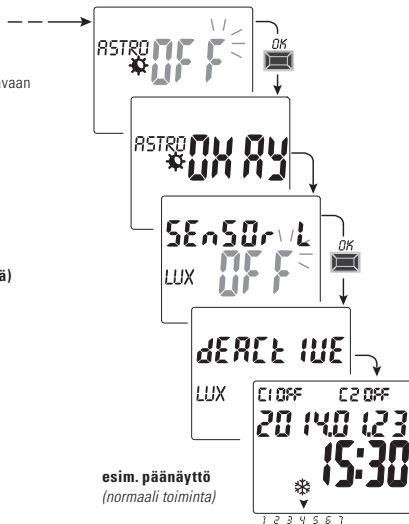 ASTRO OFF
OK
vaan
ASTRO OK AY
SEnSOr L
LUX OFF
OK
ä)
dEACt IVE
LUX
C1 OFF C2 OFF
2014.01.23
15:30
esim. päänäyttö
(normaali toiminta)
1 2 3 4 5 6 7